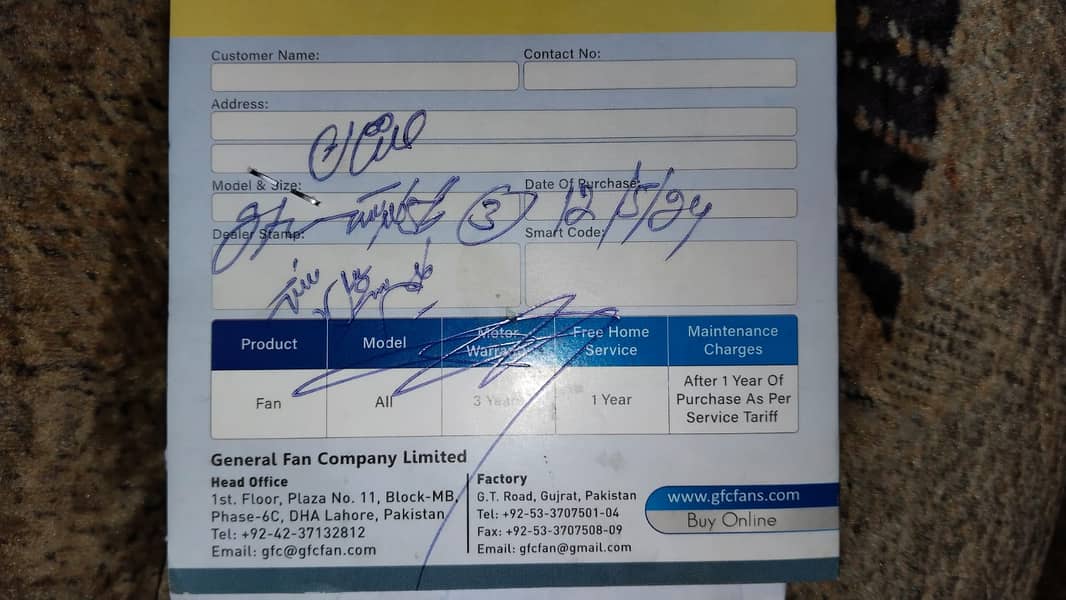 Customer Name:
Contact No:
Address:
Model & Size:
Date Of Purchase:
③ 12/5/24
Dealer Stamp:
Smart Code:
Product Model Motor Warranty Free Home Service Maintenance Charges
Fan All 3 Years 1 Year After 1 Year Of Purchase As Per Service Tariff
General Fan Company Limited
Head Office
1st. Floor, Plaza No. 11, Block-MB,
Phase-6C, DHA Lahore, Pakistan
Tel: +92-42-37132812
Email: gfc@gfcfan.com
Factory
G.T. Road, Gujrat, Pakistan
Tel: +92-53-3707501-04
Fax: +92-53-3707508-09
Email: gfcfan@gmail.com
www.gfcfans.com
Buy Online